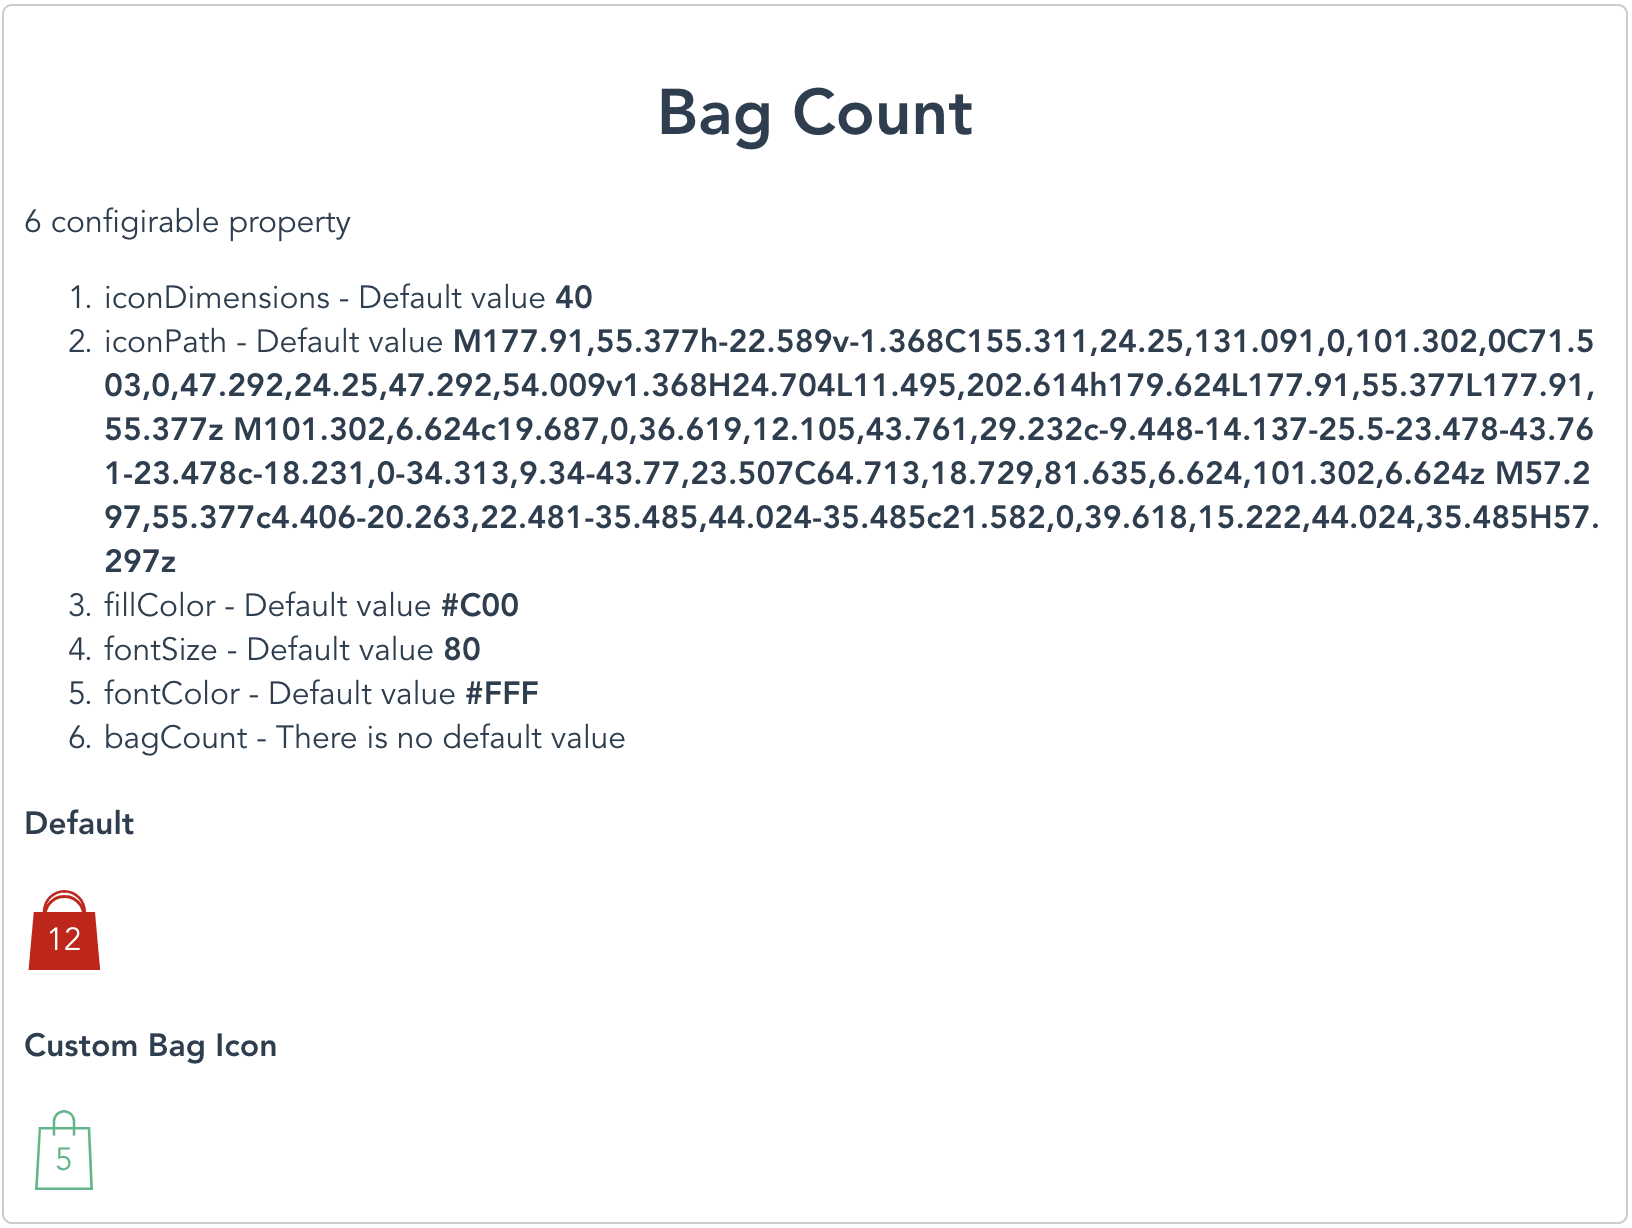 Bag Count
6 configirable property
1. iconDimensions - Default value 40
2. iconPath - Default value M177.91,55.377h-22.589v-1.368C155.311,24.25,131.091,0,101.302,0C71.5
03,0,47.292,24.25,47.292,54.009v1.368H24.704L11.495,202.614h179.624L177.91,55.377L177.91,
55.377z M101.302,6.624c19.687,0,36.619,12.105,43.761,29.232c-9.448-14.137-25.5-23.478-43.76
1-23.478c-18.231,0-34.313,9.34-43.77,23.507C64.713,18.729,81.635,6.624,101.302,6.624z M57.2
97,55.377c4.406-20.263,22.481-35.485,44.024-35.485c21.582,0,39.618,15.222,44.024,35.485H57.
297z
3. fillColor - Default value #C00
4. fontSize - Default value 80
5. fontColor - Default value #FFF
6. bagCount - There is no default value
Default
12
Custom Bag Icon
5